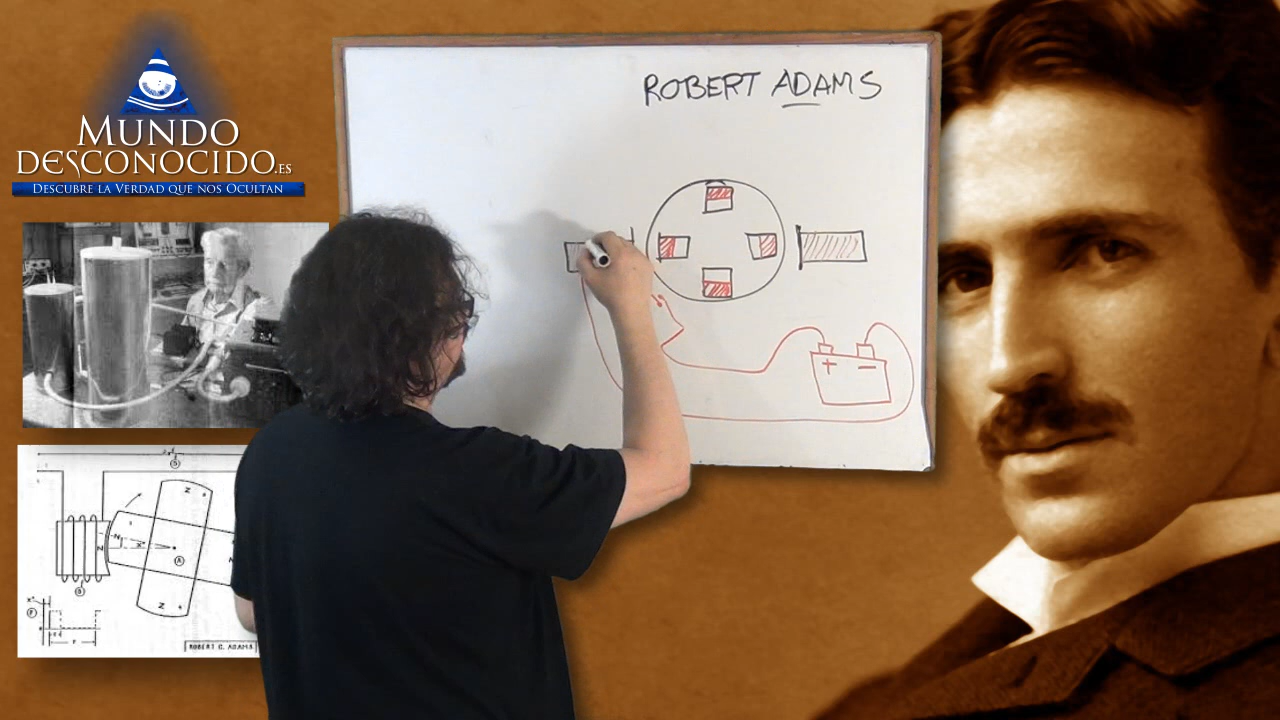 MUNDO
DESCONOCIDO.ES
DESCUBRE LA VERDAD QUE NOS OCULTAN
ROBERT ADAMS
+ −
Z
N
N
Z
A
B
F
ROBERT C. ADAMS